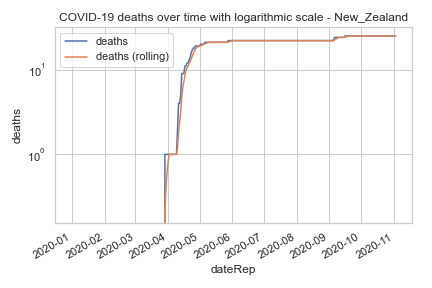 COVID-19 deaths over time with logarithmic scale - New_Zealand
deaths
deaths (rolling)
10¹
10⁰
deaths
2020-01
2020-02
2020-03
2020-04
2020-05
2020-06
2020-07
2020-08
2020-09
2020-10
2020-11
dateRep